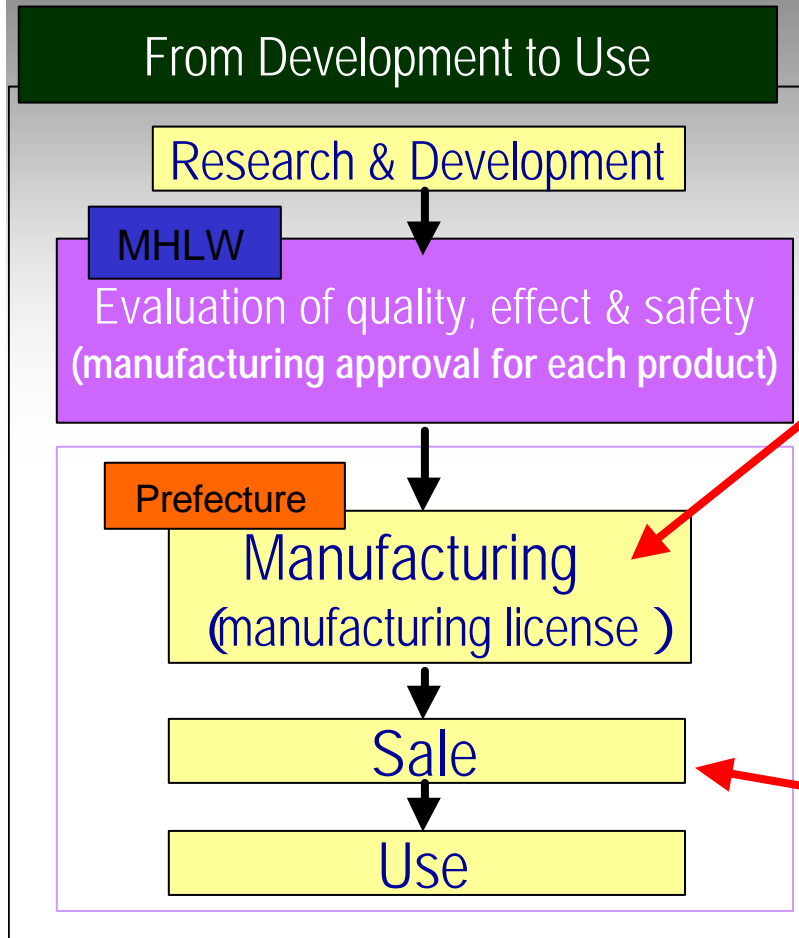 From Development to Use
Research & Development
MHLW
Evaluation of quality, effect & safety
(manufacturing approval for each product)
Prefecture
Manufacturing
(manufacturing license )
Sale
Use